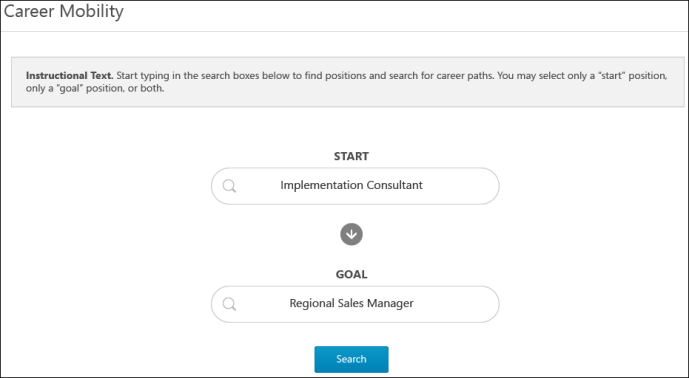 Career Mobility
Instructional Text. Start typing in the search boxes below to find positions and search for career paths. You may select only a “start” position,
only a “goal” position, or both.
START
Implementation Consultant
GOAL
Regional Sales Manager
Search